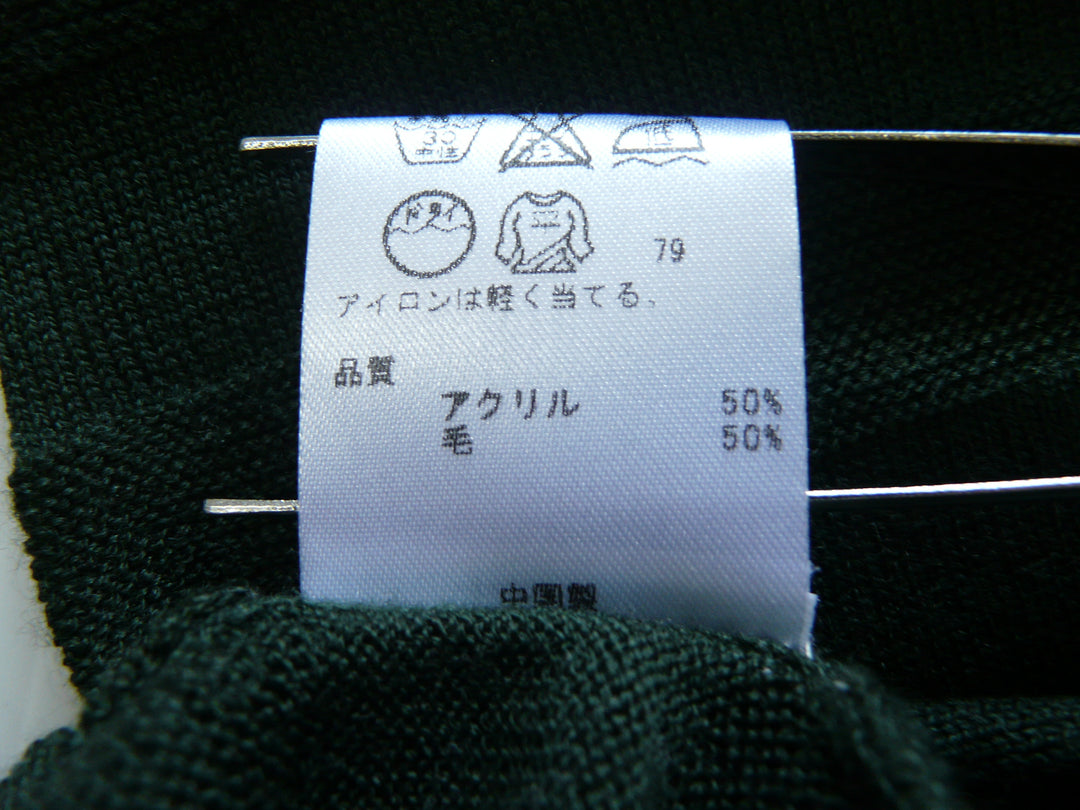 30 中性
低
ドライ
79
アイロンは軽く当てる。
品質
アクリル 50%
毛 50%
中国製